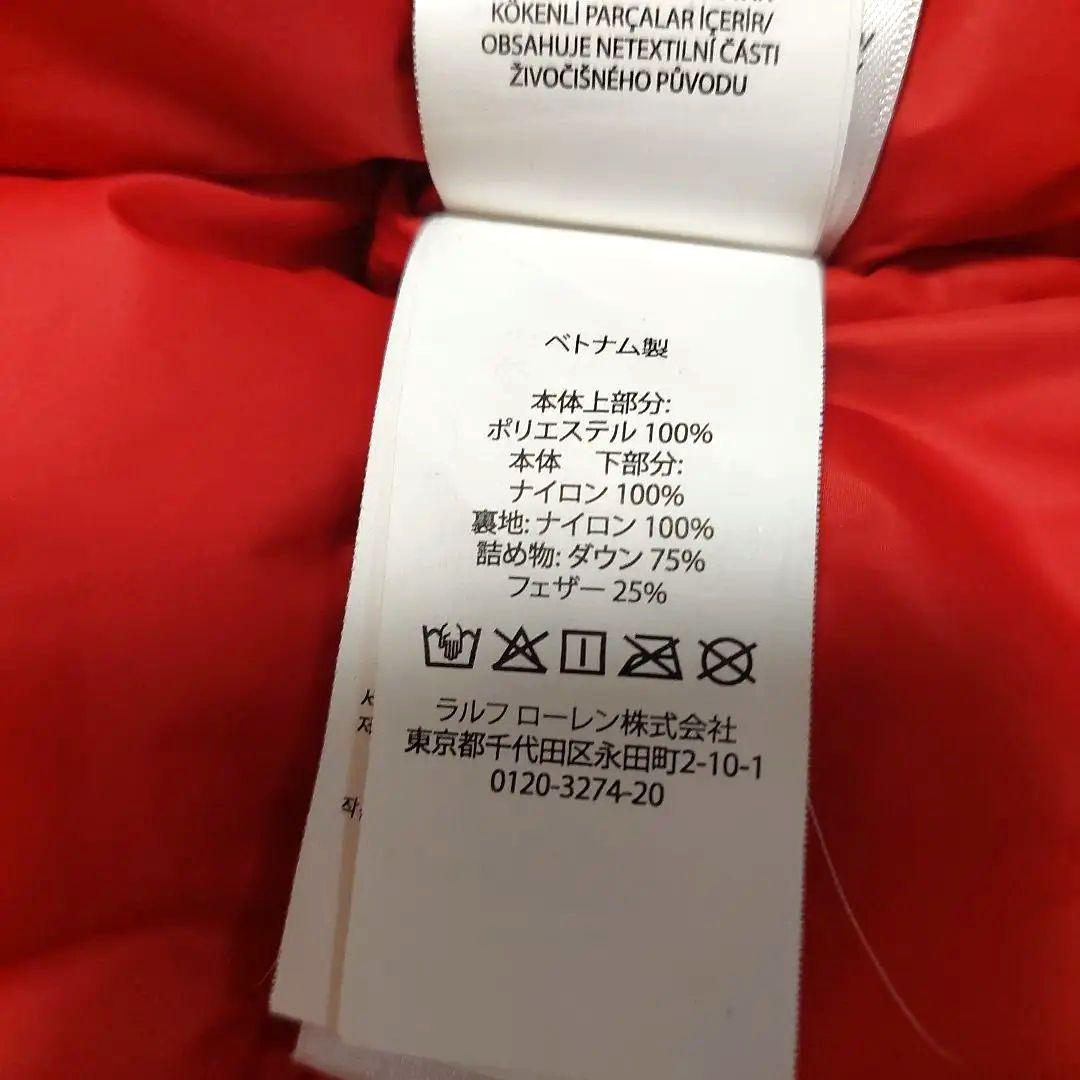 KÖKENLİ PARÇALAR İÇERİR/
OBSAHUJE NETEXTILNÍ ČÁSTI
ŽIVOČIŠNÉHO PŮVODU
ベトナム製
本体上部分:
ポリエステル 100%
本体 下部分:
ナイロン 100%
裏地: ナイロン 100%
詰め物: ダウン 75%
フェザー 25%
ラルフ ローレン株式会社
東京都千代田区永田町2-10-1
0120-3274-20